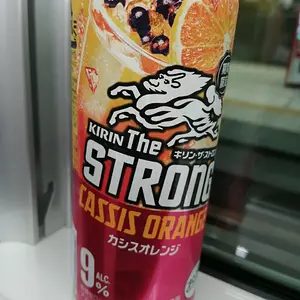 KIRIN The
キリン・ザ・ストロン
STRONG
CASSIS ORANGE
カシスオレンジ
9% ALC.